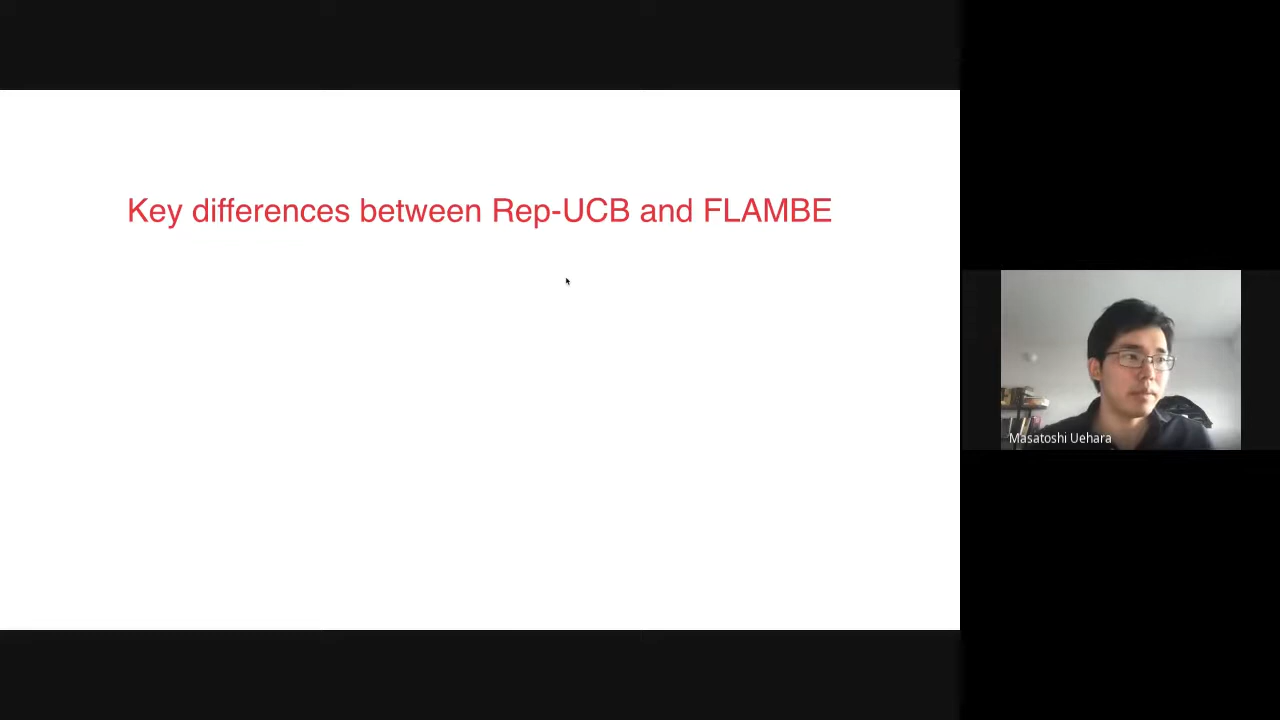 Key differences between Rep-UCB and FLAMBE
Masatoshi Uehara